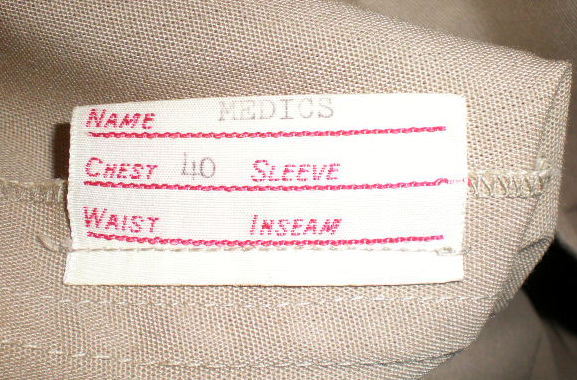 NAME MEDICS
CHEST 40 SLEEVE
WAIST INSEAM